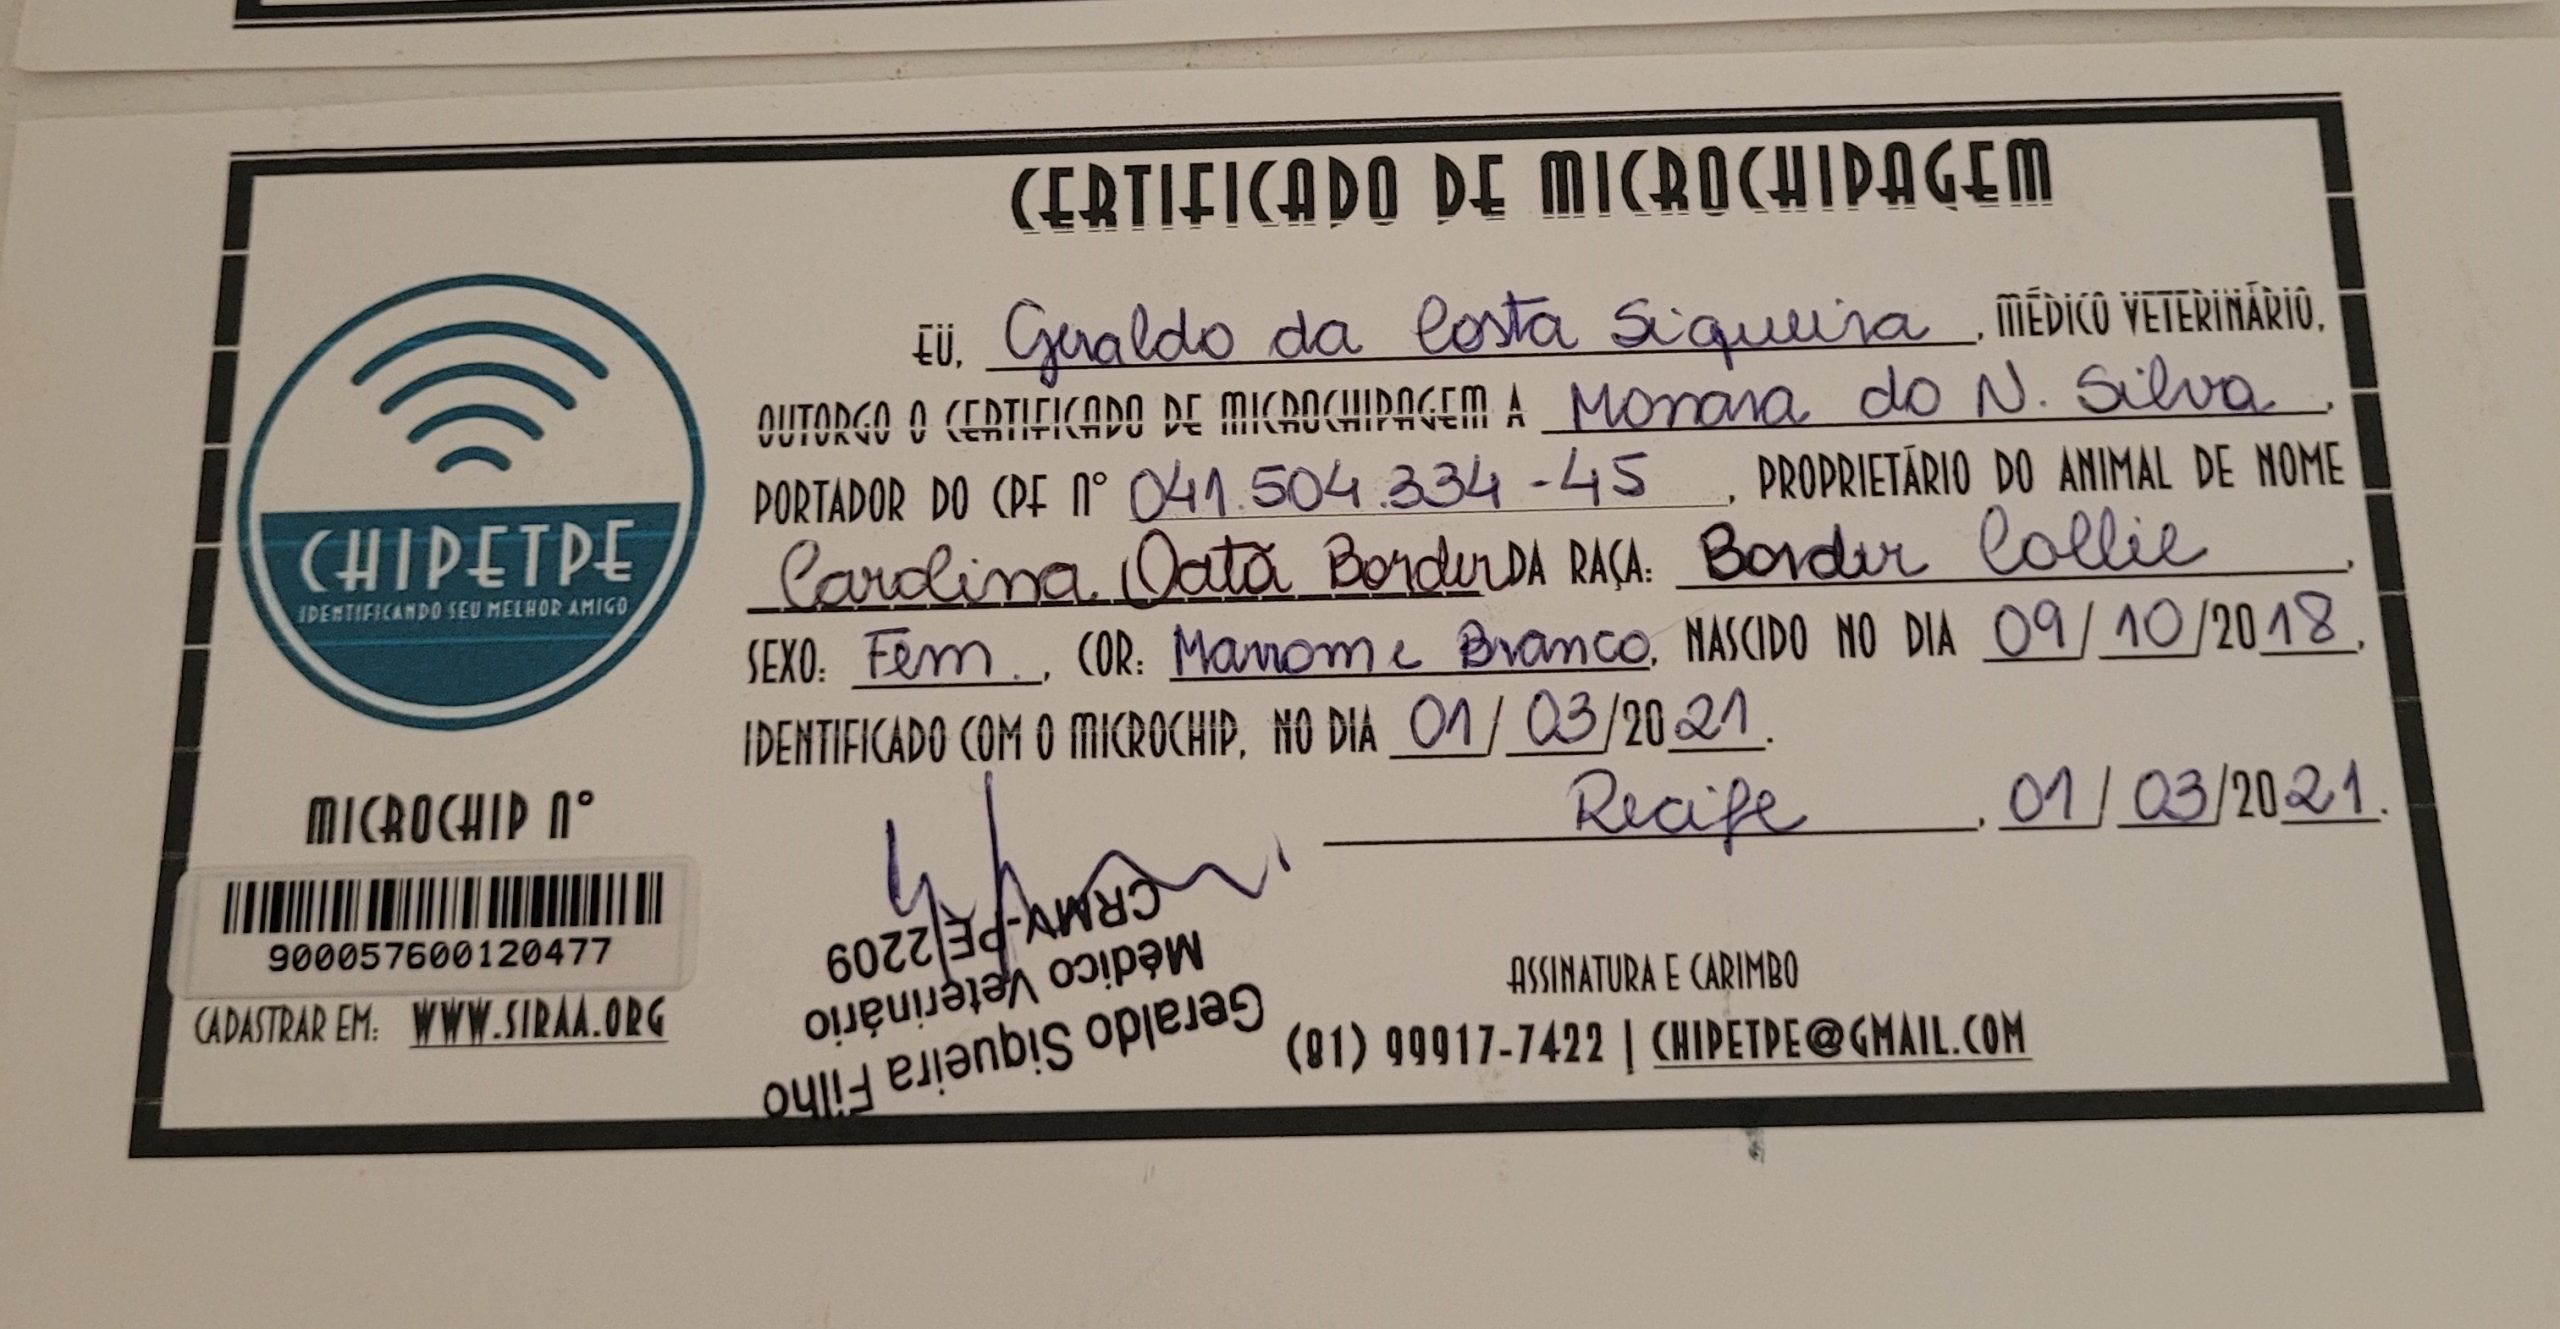 CERTIFICADO DE MICROCHIPAGEM
EU, Geraldo da Costa Siqueira, MÉDICO VETERINÁRIO,
OUTORGO O CERTIFICADO DE MICROCHIPAGEM A Monara do N. Silva,
PORTADOR DO CPF Nº 041.504.334-45, PROPRIETÁRIO DO ANIMAL DE NOME
Carolina Border DA RAÇA: Border Collie,
SEXO: Fem., COR: Marrom e Branco, NASCIDO NO DIA 09/10/2018,
IDENTIFICADO COM O MICROCHIP, NO DIA 01/03/2021.
Recife, 01/03/2021.
CHIPETPE
IDENTIFICANDO SEU MELHOR AMIGO
MICROCHIP Nº
900057600120477
CADASTRAR EM: WWW.SIRAA.ORG
Geraldo Siqueira Filho
Médico Veterinário
CRMV-PE 2209
ASSINATURA E CARIMBO
(81) 99917-7422 | CHIPETPE@GMAIL.COM